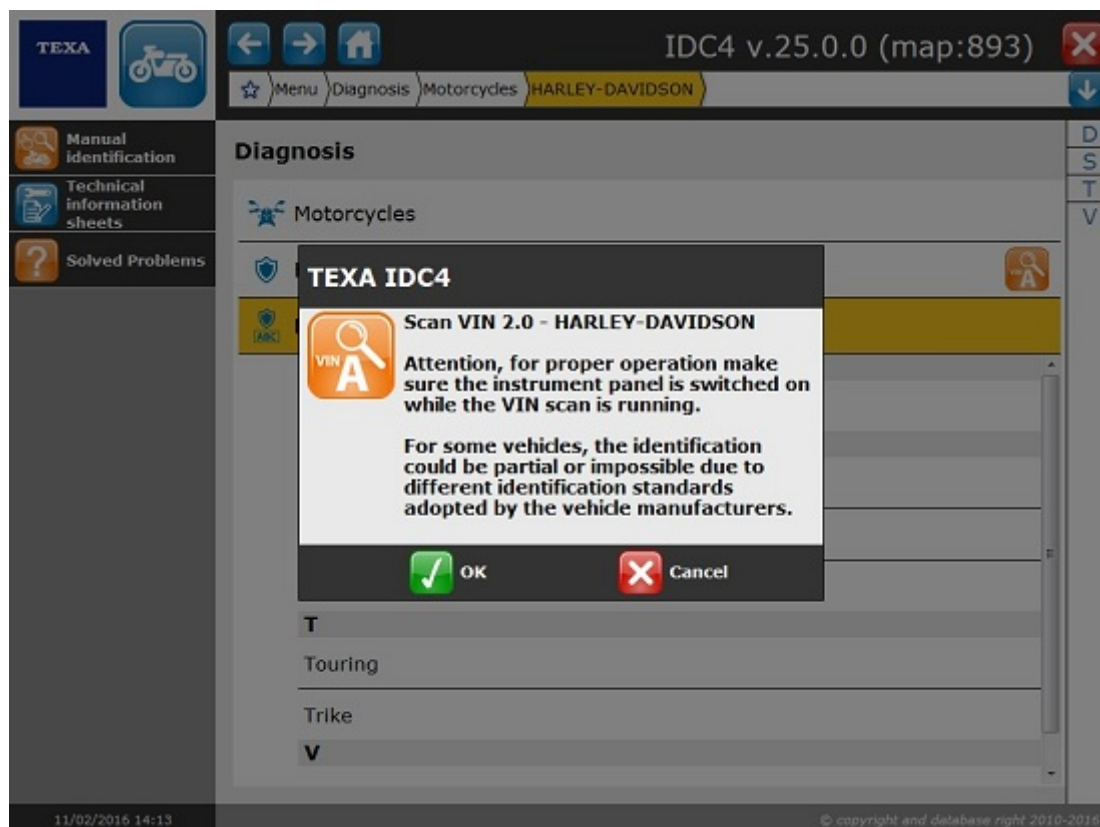 TEXA
IDC4 v.25.0.0 (map:893)
Menu Diagnosis Motorcycles HARLEY-DAVIDSON
Manual
identification
Technical
information
sheets
Solved Problems
Diagnosis
Motorcycles
TEXA IDC4
VIN A
Scan VIN 2.0 - HARLEY-DAVIDSON
Attention, for proper operation make
sure the instrument panel is switched on
while the VIN scan is running.
For some vehicles, the identification
could be partial or impossible due to
different identification standards
adopted by the vehicle manufacturers.
OK
Cancel
T
Touring
Trike
V
D
S
T
V
VIN A
ABC
11/02/2016 14:13
© copyright and database right 2010-2016